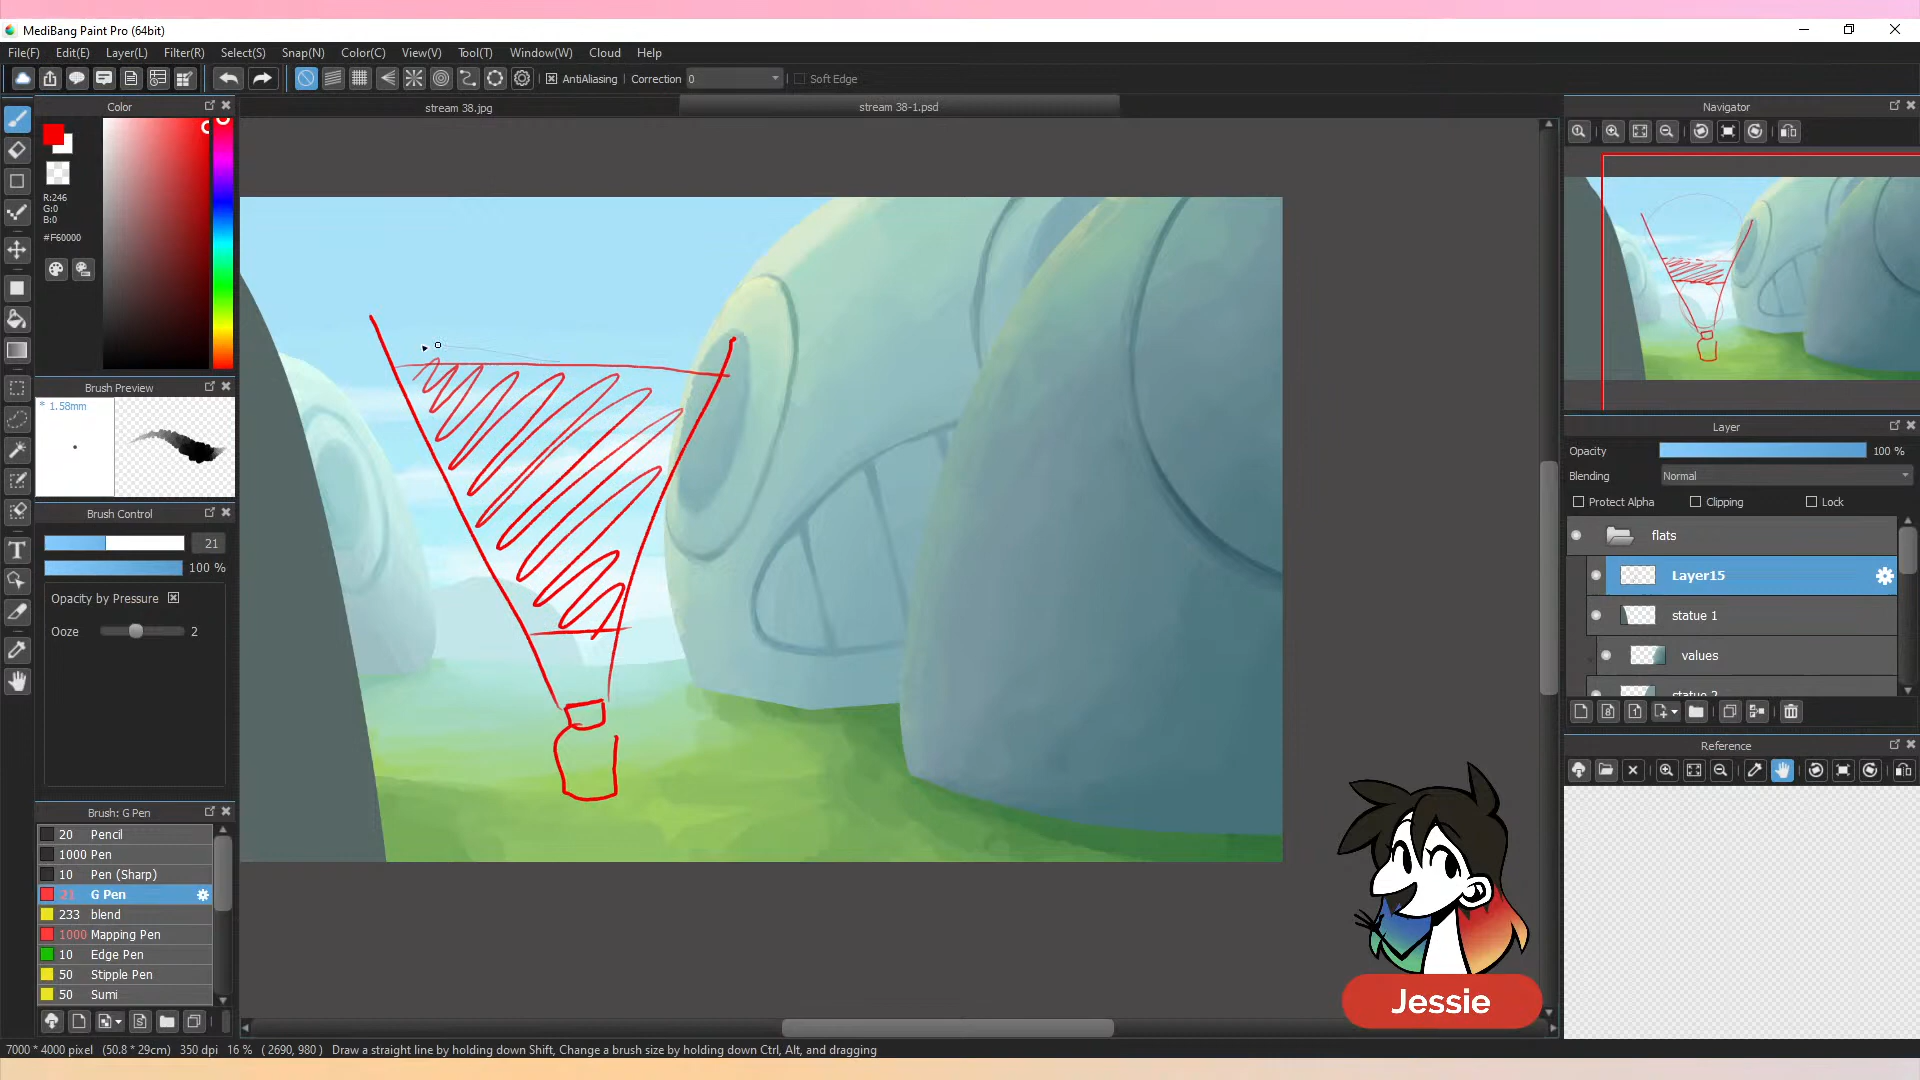 MediBang Paint Pro (64bit)
File(F) Edit(E) Layer(L) Filter(R) Select(S) Snap(N) Color(C) View(V) Tool(T) Window(W) Cloud Help
AntiAliasing Correction 0 Soft Edge
Color
stream 38.jpg
stream 38-1.psd
Navigator
R:246
G:0
B:0
#F60000
Brush Preview
* 1.58mm
Layer
Opacity 100 %
Blending Normal
Protect Alpha Clipping Lock
flats
Layer15
statue 1
values
statue 2
Brush Control
21
100 %
Opacity by Pressure
Ooze 2
Reference
Brush: G Pen
20 Pencil
1000 Pen
10 Pen (Sharp)
21 G Pen
233 blend
1000 Mapping Pen
10 Edge Pen
50 Stipple Pen
50 Sumi
Jessie
7000 * 4000 pixel (50.8 * 29cm) 350 dpi 16 % ( 2690, 980 ) Draw a straight line by holding down Shift, Change a brush size by holding down Ctrl, Alt, and dragging